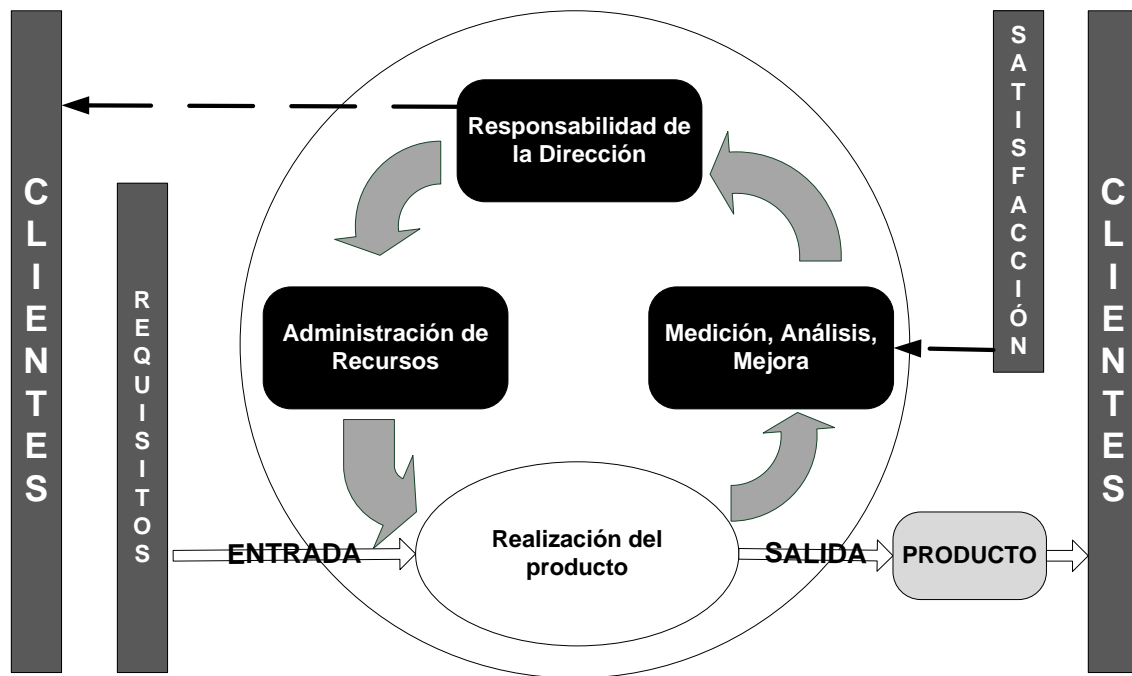 CLIENTES
REQUISITOS
Responsabilidad de
la Dirección
Administración de
Recursos
Medición, Análisis,
Mejora
Realización del
producto
ENTRADA
SALIDA
PRODUCTO
SATISFACCIÓN
CLIENTES